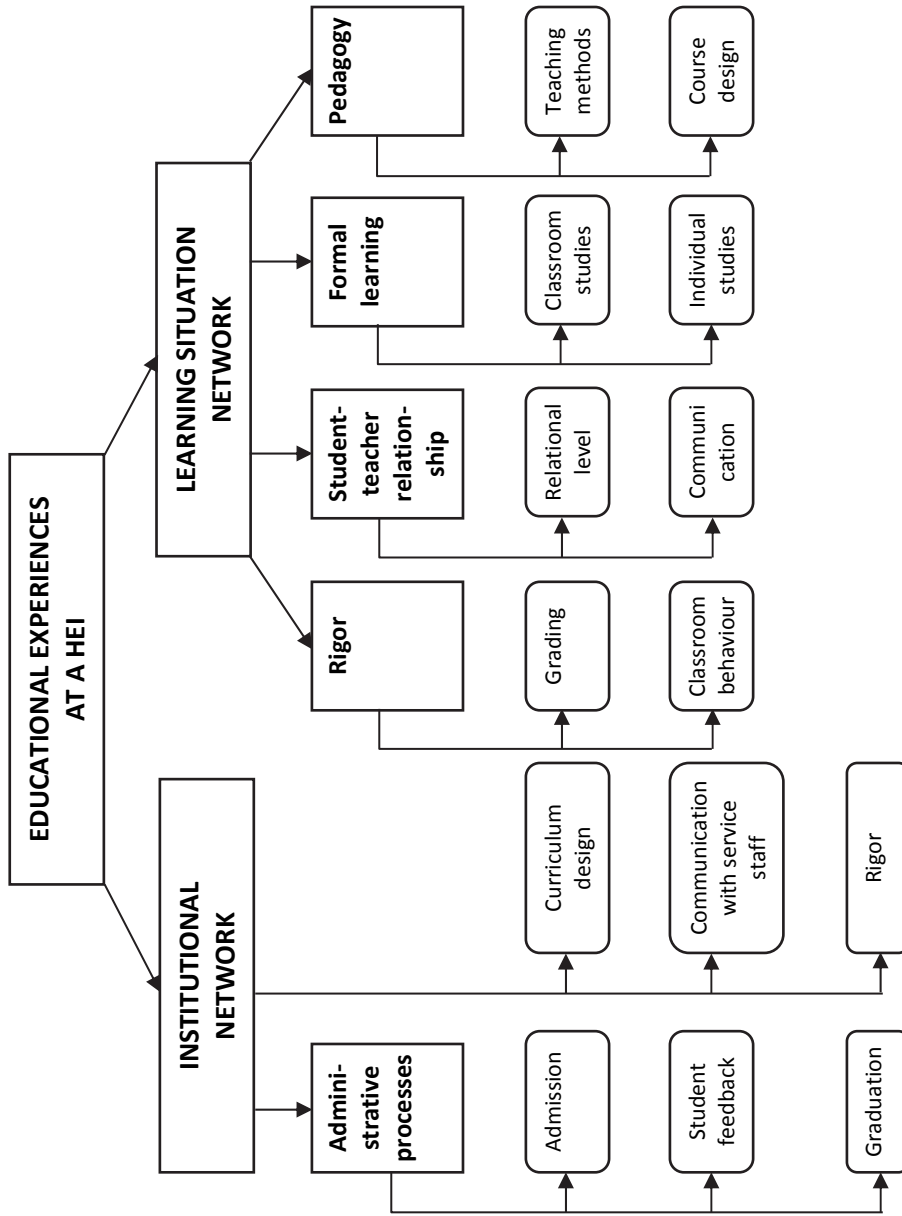 EDUCATIONAL EXPERIENCES
AT A HEI
INSTITUTIONAL
NETWORK
LEARNING SITUATION
NETWORK
Admini-
strative
processes
Rigor
Student-
teacher
relation-
ship
Formal
learning
Pedagogy
Admission
Curriculum
design
Grading
Relational
level
Classroom
studies
Teaching
methods
Student
feedback
Communication
with service
staff
Classroom
behaviour
Communi
cation
Individual
studies
Course
design
Graduation
Rigor